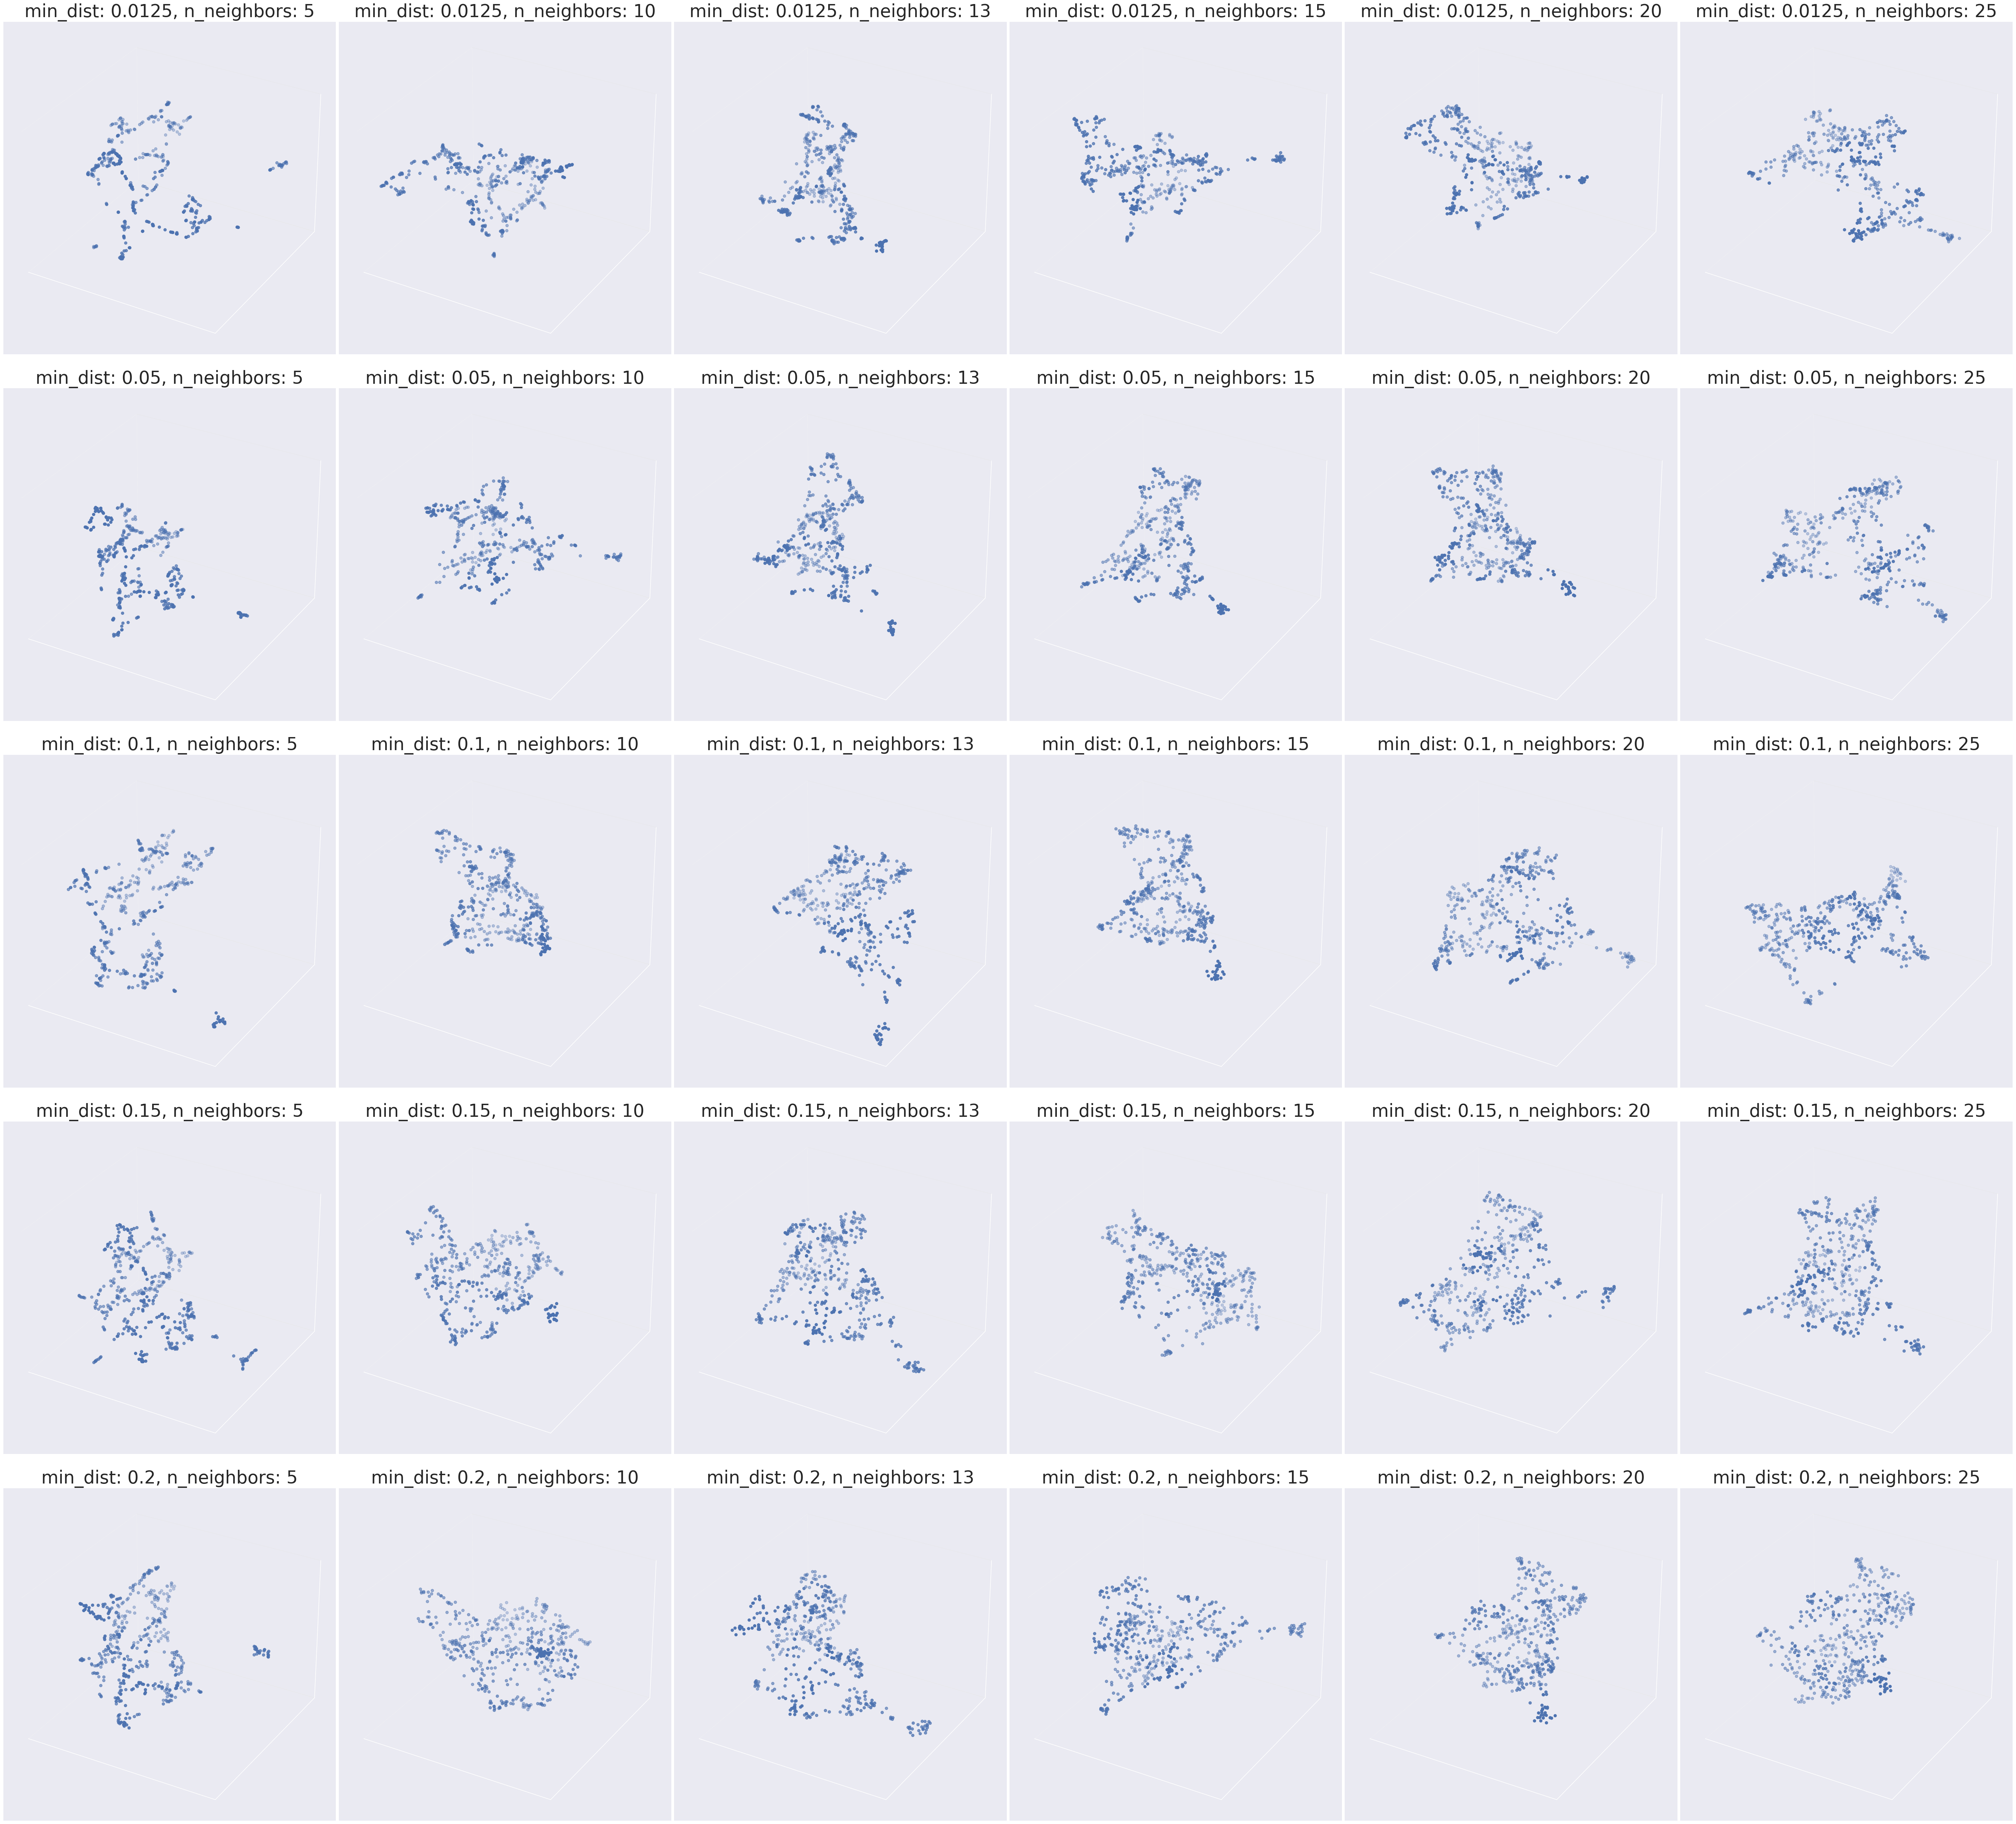 min_dist: 0.0125, n_neighbors: 5
min_dist: 0.0125, n_neighbors: 10
min_dist: 0.0125, n_neighbors: 13
min_dist: 0.0125, n_neighbors: 15
min_dist: 0.0125, n_neighbors: 20
min_dist: 0.0125, n_neighbors: 25
min_dist: 0.05, n_neighbors: 5
min_dist: 0.05, n_neighbors: 10
min_dist: 0.05, n_neighbors: 13
min_dist: 0.05, n_neighbors: 15
min_dist: 0.05, n_neighbors: 20
min_dist: 0.05, n_neighbors: 25
min_dist: 0.1, n_neighbors: 5
min_dist: 0.1, n_neighbors: 10
min_dist: 0.1, n_neighbors: 13
min_dist: 0.1, n_neighbors: 15
min_dist: 0.1, n_neighbors: 20
min_dist: 0.1, n_neighbors: 25
min_dist: 0.15, n_neighbors: 5
min_dist: 0.15, n_neighbors: 10
min_dist: 0.15, n_neighbors: 13
min_dist: 0.15, n_neighbors: 15
min_dist: 0.15, n_neighbors: 20
min_dist: 0.15, n_neighbors: 25
min_dist: 0.2, n_neighbors: 5
min_dist: 0.2, n_neighbors: 10
min_dist: 0.2, n_neighbors: 13
min_dist: 0.2, n_neighbors: 15
min_dist: 0.2, n_neighbors: 20
min_dist: 0.2, n_neighbors: 25